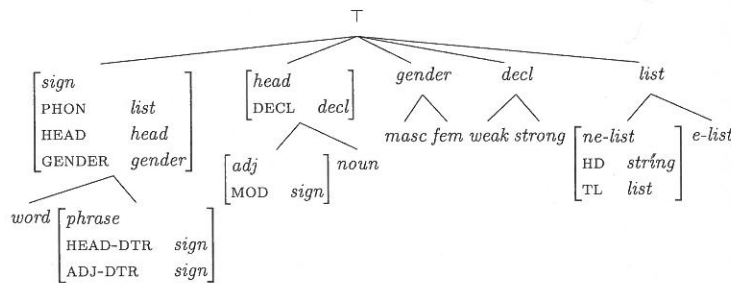 ⊤
sign
PHON list
HEAD head
GENDER gender
head
DECL decl
gender
decl
list
masc fem
weak strong
adj
MOD sign
noun
ne-list
HD string
TL list
e-list
word
phrase
HEAD-DTR sign
ADJ-DTR sign